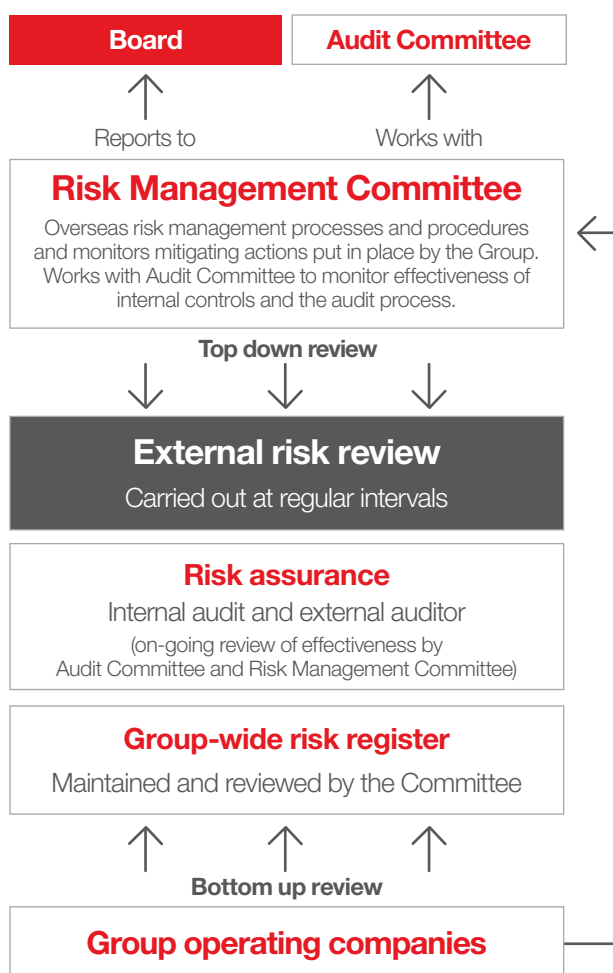 Board
Audit Committee
Reports to
Works with
Risk Management Committee
Overseas risk management processes and procedures
and monitors mitigating actions put in place by the Group.
Works with Audit Committee to monitor effectiveness of
internal controls and the audit process.
Top down review
External risk review
Carried out at regular intervals
Risk assurance
Internal audit and external auditor
(on-going review of effectiveness by
Audit Committee and Risk Management Committee)
Group-wide risk register
Maintained and reviewed by the Committee
Bottom up review
Group operating companies